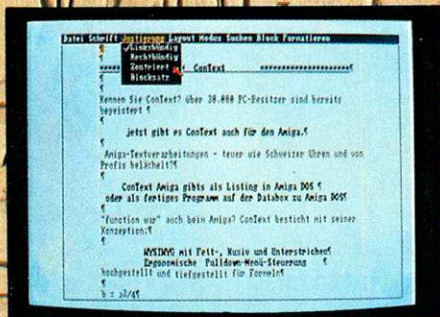 Datei Schrift Justierung Layout Modus Suchen Block Formatieren
Linksbündig
Rechtbündig
Zentriert
Blocksatz
ConText
Kennen Sie ConText? über 30.000 PC-Besitzer sind bereits
begeistert ¶
jetzt gibt es ConText auch für den Amiga.¶
Amiga-Textverarbeitungen - teuer wie Schweizer Uhren und von
Profis belächelt?¶
ConText Amiga gibts als Listing in Amiga DOS ¶
oder als fertiges Programm auf der Databox zu Amiga DOS¶
"function war" auch beim Amiga? ConText besticht mit seiner
Konzeption:¶
WYSIWYG mit Fett-, Kusiv und Unterstrichen¶
Ergonomische Pulldown-Menü-Steuerung ¶
hochgestellt und tiefgestellt für Formeln¶